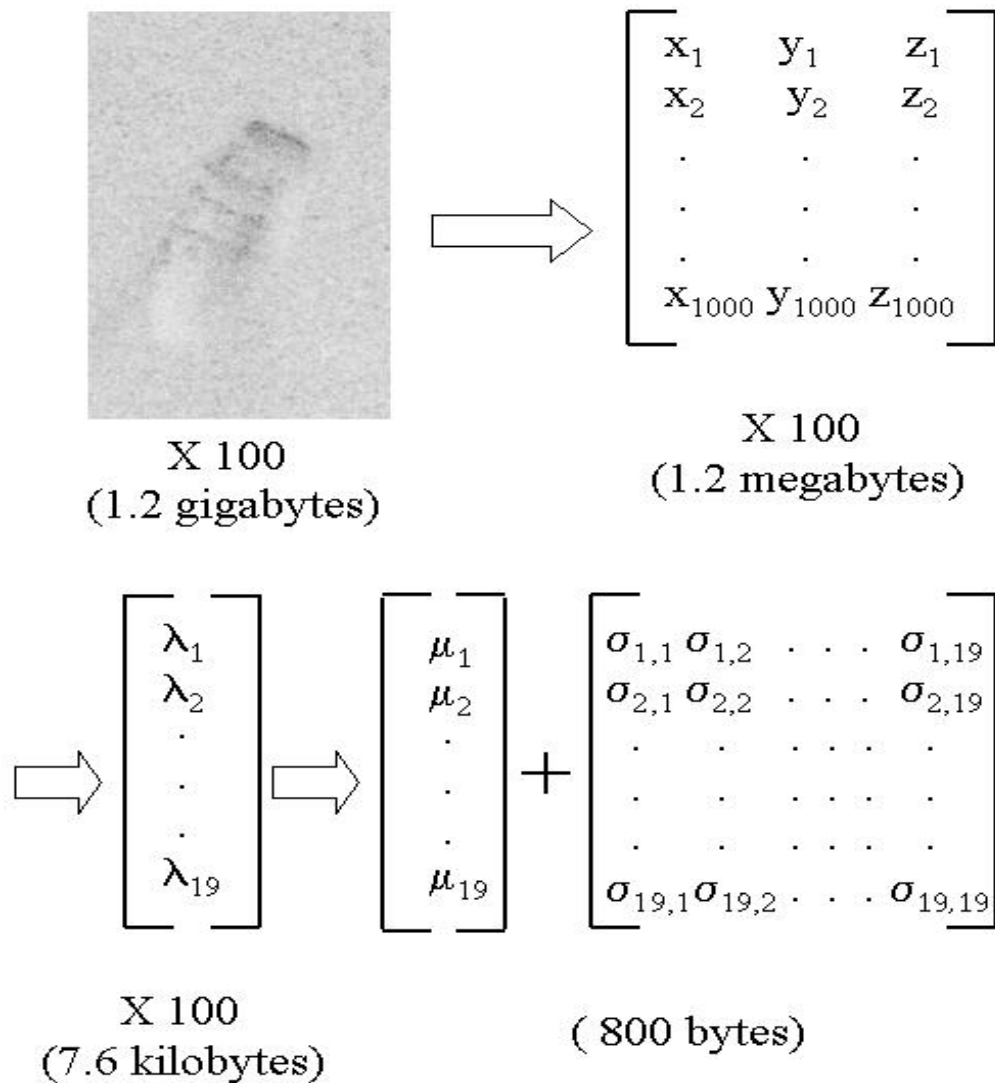 x₁ y₁ z₁
x₂ y₂ z₂
. . .
. . .
. . .
x₁₀₀₀ y₁₀₀₀ z₁₀₀₀
X 100
(1.2 gigabytes)
X 100
(1.2 megabytes)
λ₁
λ₂
.
.
.
λ₁₉
μ₁
μ₂
.
.
.
μ₁₉
+
σ₁,₁ σ₁,₂ . . . σ₁,₁₉
σ₂,₁ σ₂,₂ . . . σ₂,₁₉
. . . . . .
. . . . . .
. . . . . .
σ₁₉,₁ σ₁₉,₂ . . . σ₁₉,₁₉
X 100
(7.6 kilobytes)
( 800 bytes)